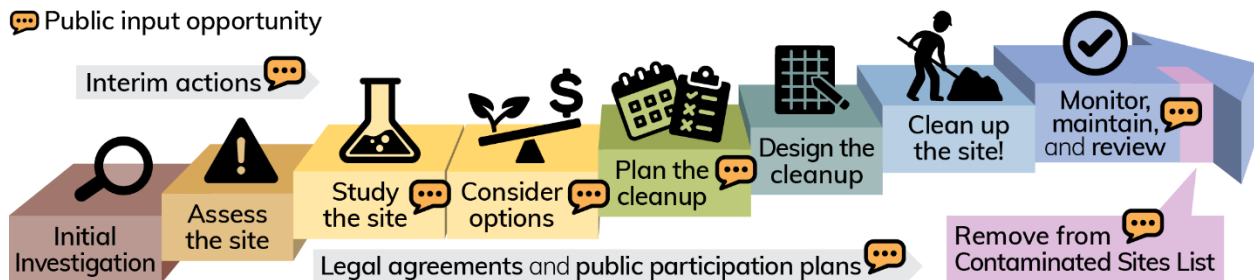 Public input opportunity
Interim actions
Initial
Investigation
Assess
the site
Study
the site
Consider
options
Plan the
cleanup
Design the
cleanup
Clean up
the site!
Monitor,
maintain,
and review
Legal agreements and public participation plans
Remove from
Contaminated Sites List